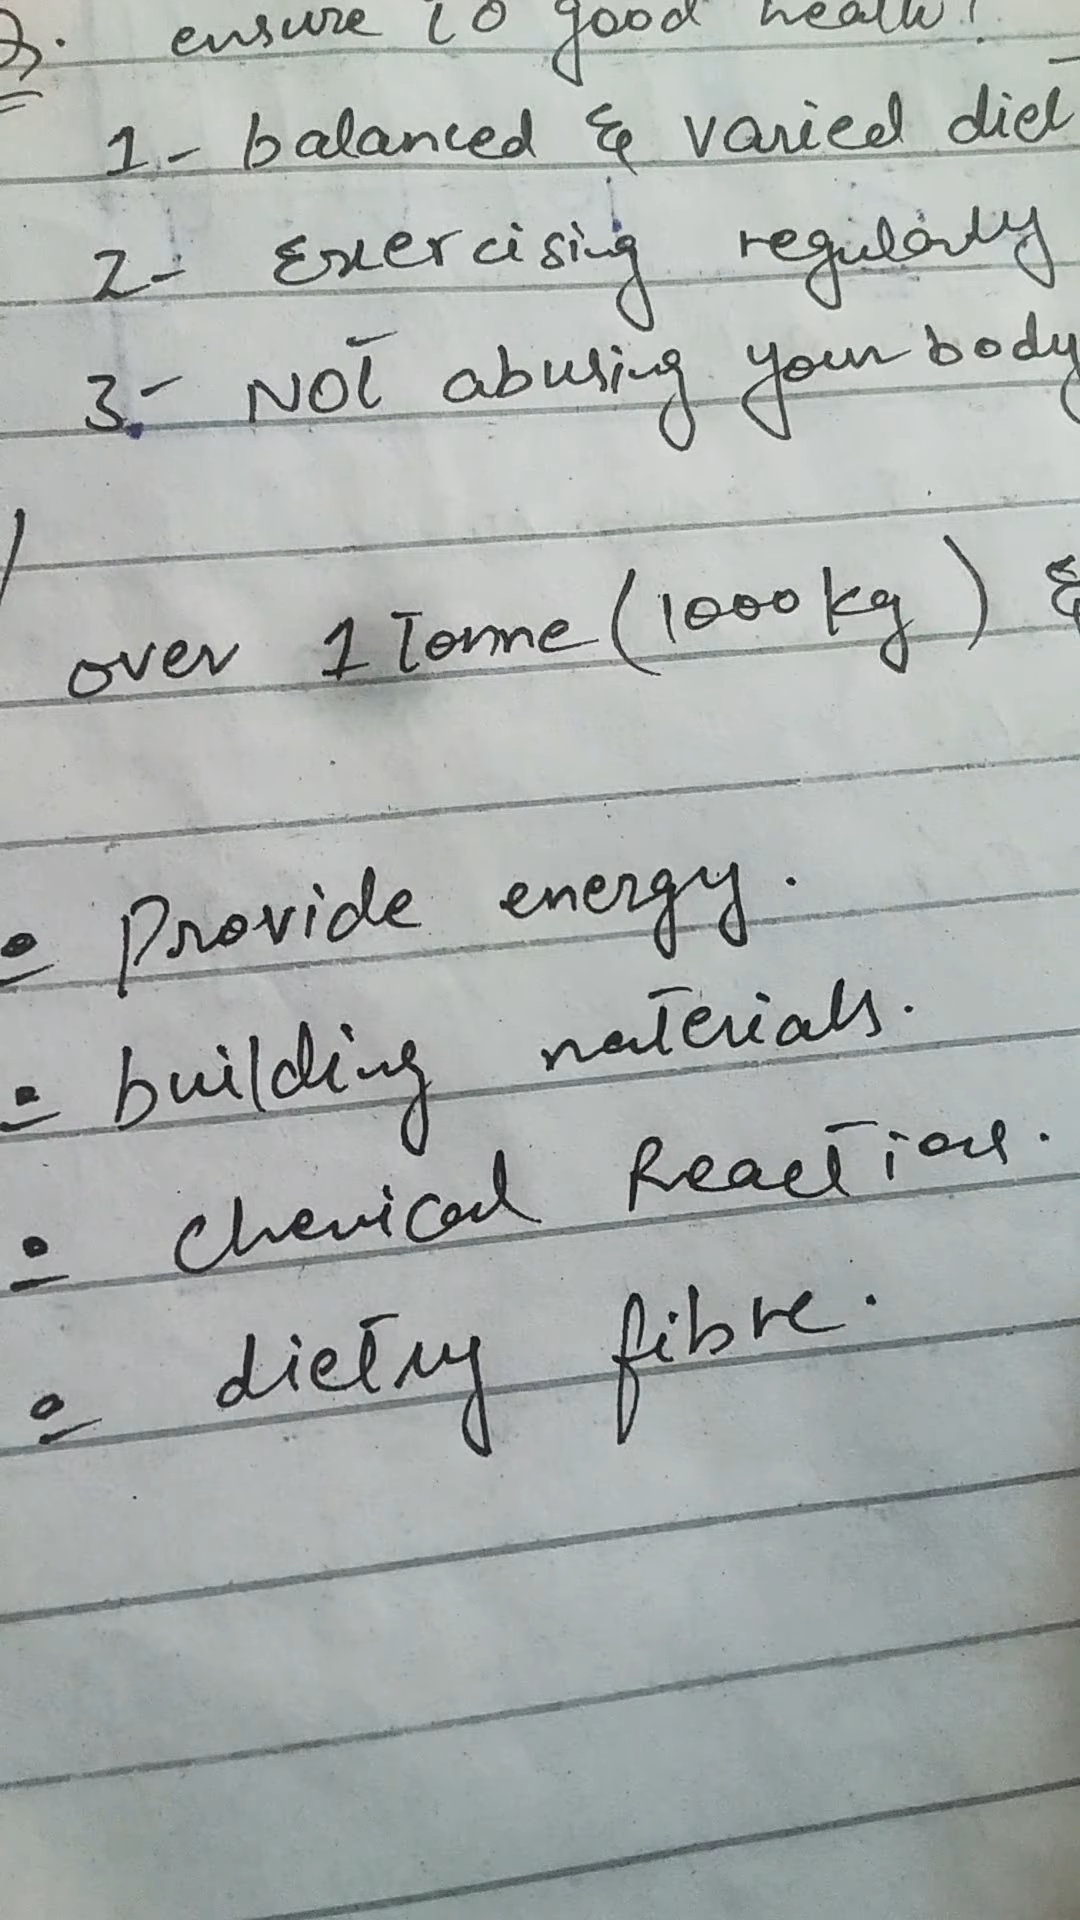 ensure to good health!
1- balanced & varied diet
2- Exercising regularly
3- NOT abusing your body
over 1 Tonne (1000 kg) &
Provide energy.
building materials.
chemical Reactions.
dietry fibre.